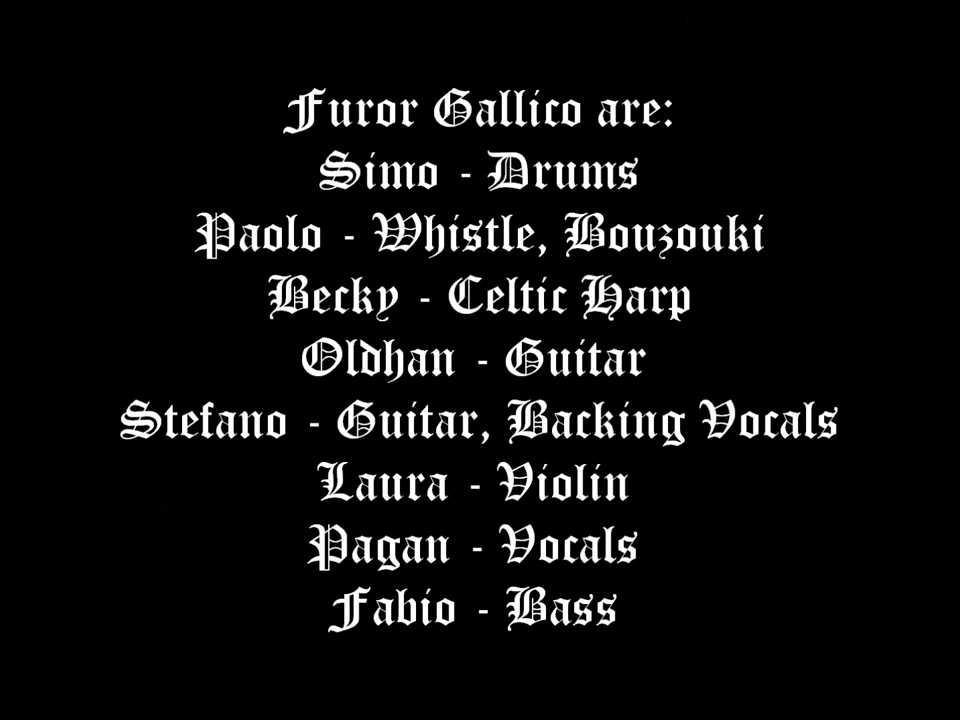 Furor Gallico are:
Simo - Drums
Paolo - Whistle, Bouzouki
Becky - Celtic Harp
Oldhan - Guitar
Stefano - Guitar, Backing Vocals
Laura - Violin
Pagan - Vocals
Fabio - Bass